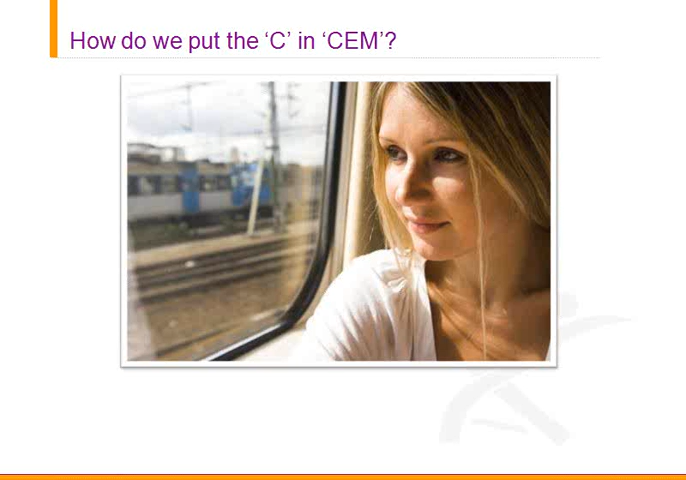 How do we put the ‘C’ in ‘CEM’?